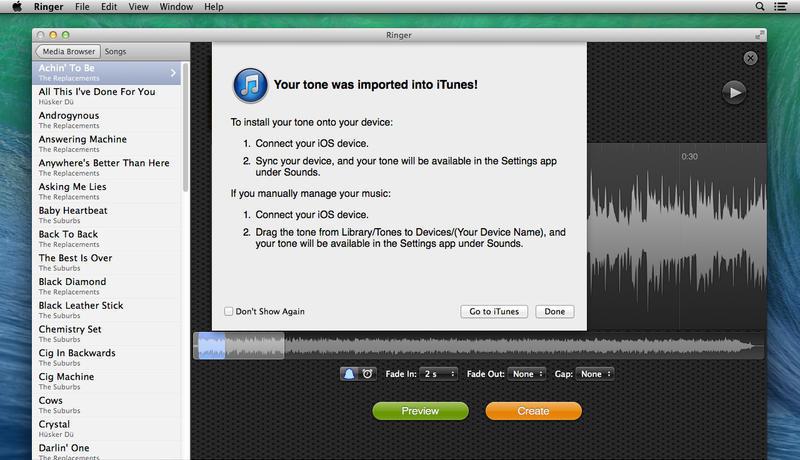 Ringer File Edit View Window Help
Ringer
Media Browser Songs
Achin' To Be
The Replacements
All This I've Done For You
Hüsker Dü
Androgynous
The Replacements
Answering Machine
The Replacements
Anywhere's Better Than Here
The Replacements
Asking Me Lies
The Replacements
Baby Heartbeat
The Suburbs
Back To Back
The Replacements
The Best Is Over
The Suburbs
Black Diamond
The Replacements
Black Leather Stick
The Suburbs
Chemistry Set
The Suburbs
Cig In Backwards
The Suburbs
Cig Machine
The Suburbs
Cows
The Suburbs
Crystal
Hüsker Dü
Darlin' One
The Replacements
Your tone was imported into iTunes!
To install your tone onto your device:
1. Connect your iOS device.
2. Sync your device, and your tone will be available in the Settings app
under Sounds.
If you manually manage your music:
1. Connect your iOS device.
2. Drag the tone from Library/Tones to Devices/(Your Device Name), and
your tone will be available in the Settings app under Sounds.
Don't Show Again Go to iTunes Done
0:30
Fade In: 2 s Fade Out: None Gap: None
Preview Create